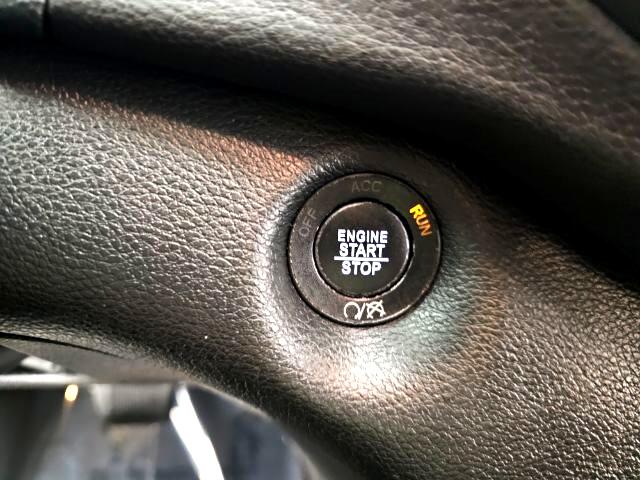 ACC
OFF
RUN
ENGINE
START
STOP